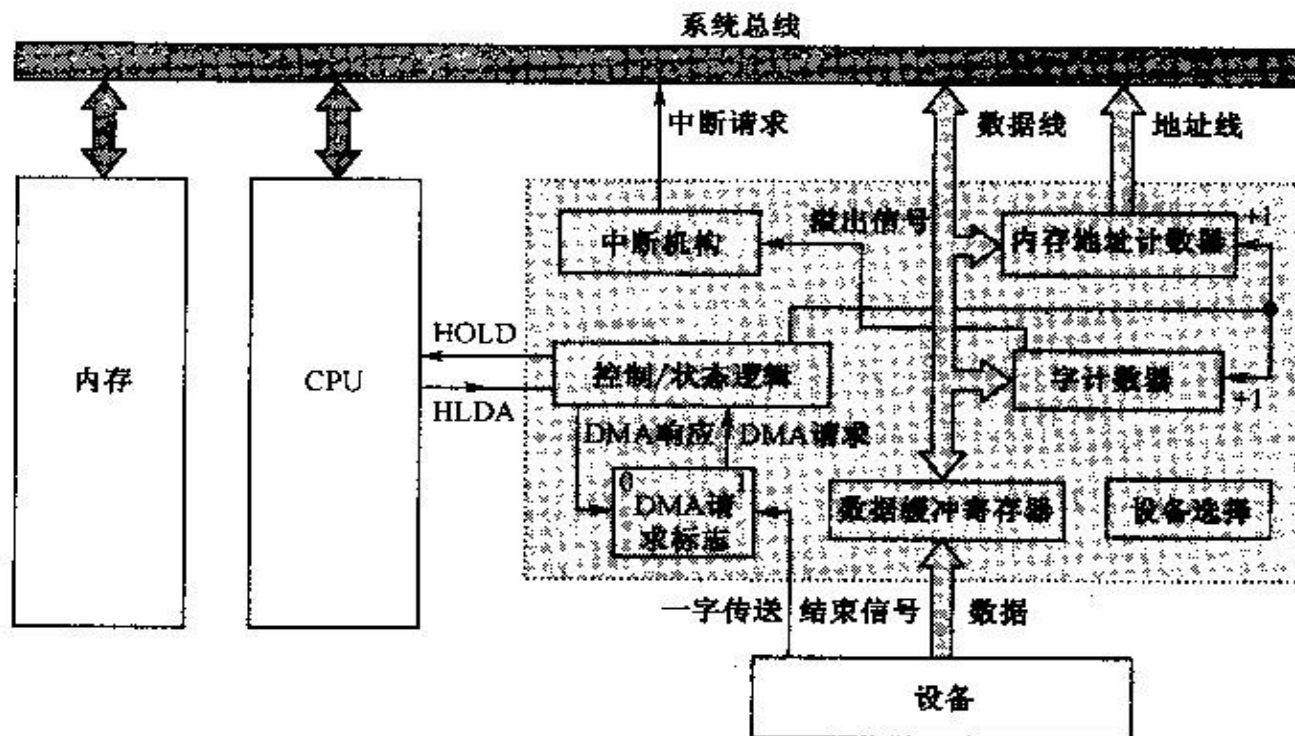 系统总线
中断请求
数据线
地址线
溢出信号
中断机构
内存地址计数器
+1
HOLD
HLDA
内存
CPU
控制/状态逻辑
字计数器
+1
DMA响应
DMA请求
0
1
DMA请
求标志
数据缓冲寄存器
设备选择
一字传送
结束信号
数据
设备